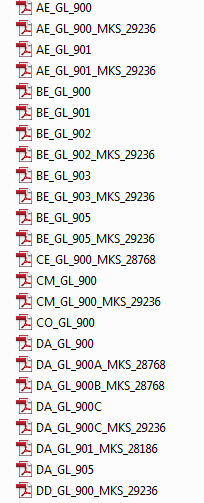 AE_GL_900
AE_GL_900_MKS_29236
AE_GL_901
AE_GL_901_MKS_29236
BE_GL_900
BE_GL_901
BE_GL_902
BE_GL_902_MKS_29236
BE_GL_903
BE_GL_903_MKS_29236
BE_GL_905
BE_GL_905_MKS_29236
CE_GL_900_MKS_28768
CM_GL_900
CM_GL_900_MKS_29236
CO_GL_900
DA_GL_900
DA_GL_900A_MKS_28768
DA_GL_900B_MKS_28768
DA_GL_900C
DA_GL_900C_MKS_29236
DA_GL_901_MKS_28186
DA_GL_905
DD_GL_900_MKS_29236